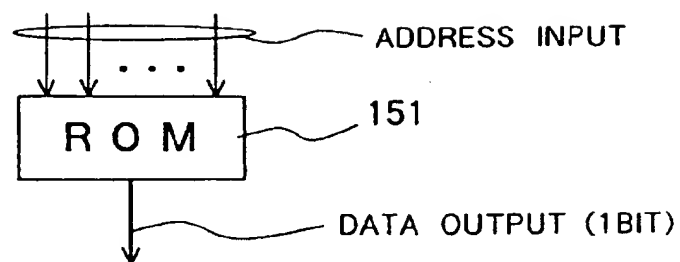 ADDRESS INPUT
ROM
151
DATA OUTPUT (1BIT)